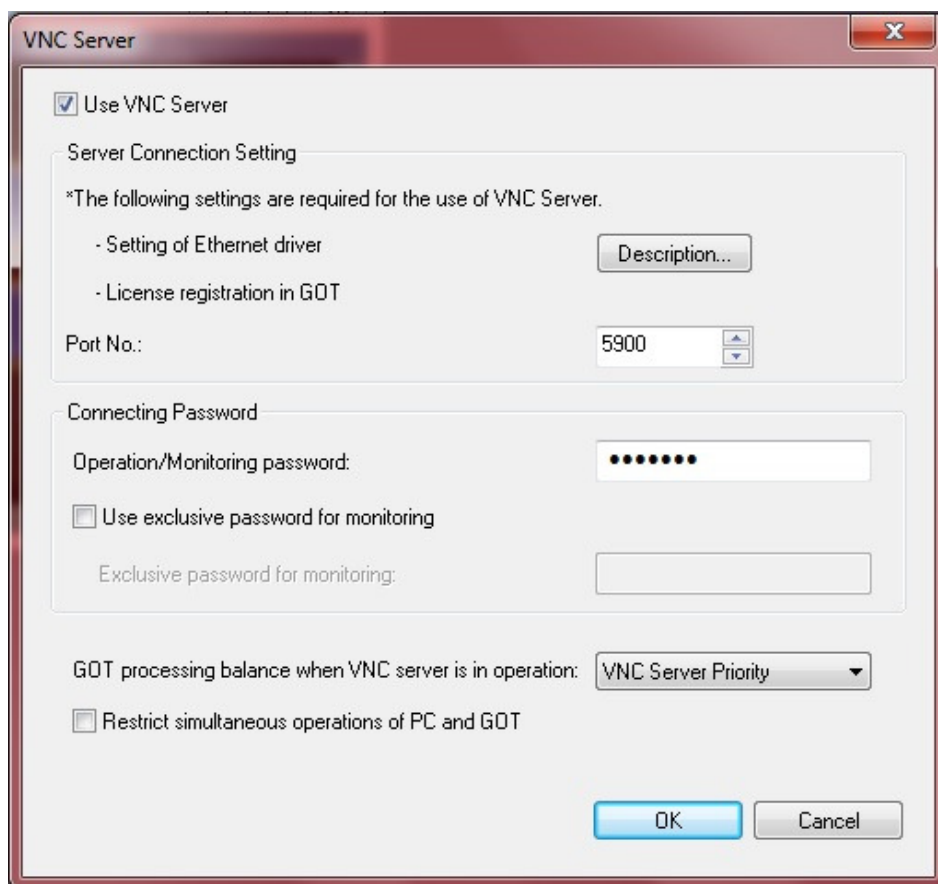 VNC Server
Use VNC Server
Server Connection Setting
*The following settings are required for the use of VNC Server.
- Setting of Ethernet driver
Description...
- License registration in GOT
Port No.:
5900
Connecting Password
Operation/Monitoring password:
•••••••
Use exclusive password for monitoring
Exclusive password for monitoring:
GOT processing balance when VNC server is in operation:
VNC Server Priority
Restrict simultaneous operations of PC and GOT
OK
Cancel